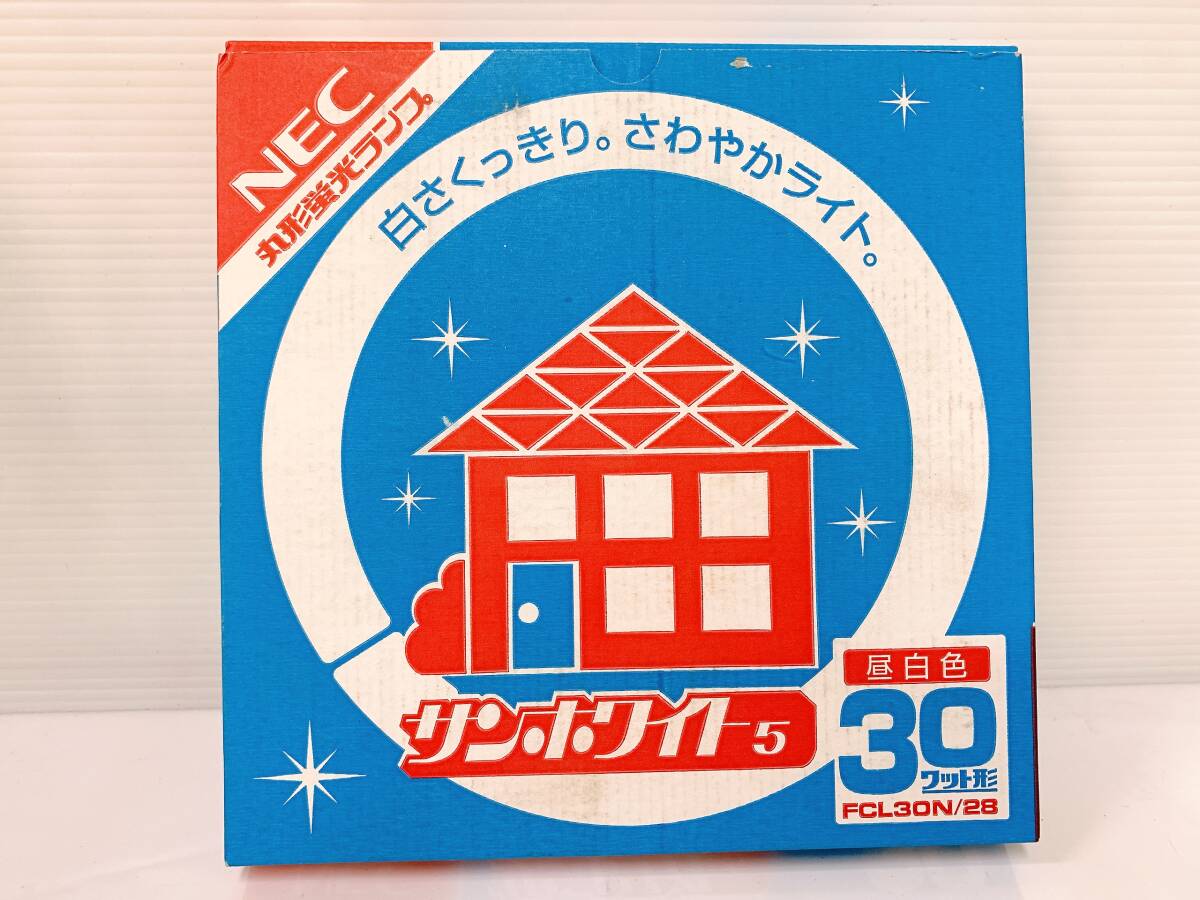 NEC
丸形蛍光ランプ
白さくっきり。さわやかライト。
サンホワイト5
昼白色
30
ワット形
FCL30N/28